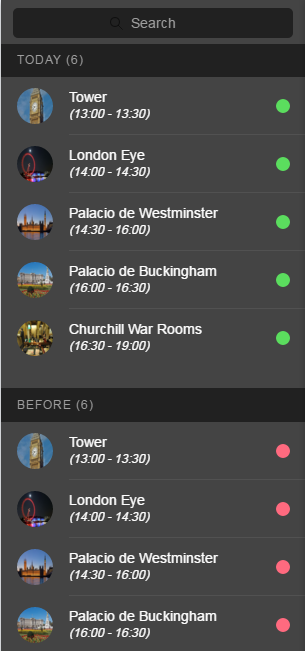 Search
TODAY (6)
Tower
(13:00 - 13:30)
London Eye
(14:00 - 14:30)
Palacio de Westminster
(14:30 - 16:00)
Palacio de Buckingham
(16:00 - 16:30)
Churchill War Rooms
(16:30 - 19:00)
BEFORE (6)
Tower
(13:00 - 13:30)
London Eye
(14:00 - 14:30)
Palacio de Westminster
(14:30 - 16:00)
Palacio de Buckingham
(16:00 - 16:30)